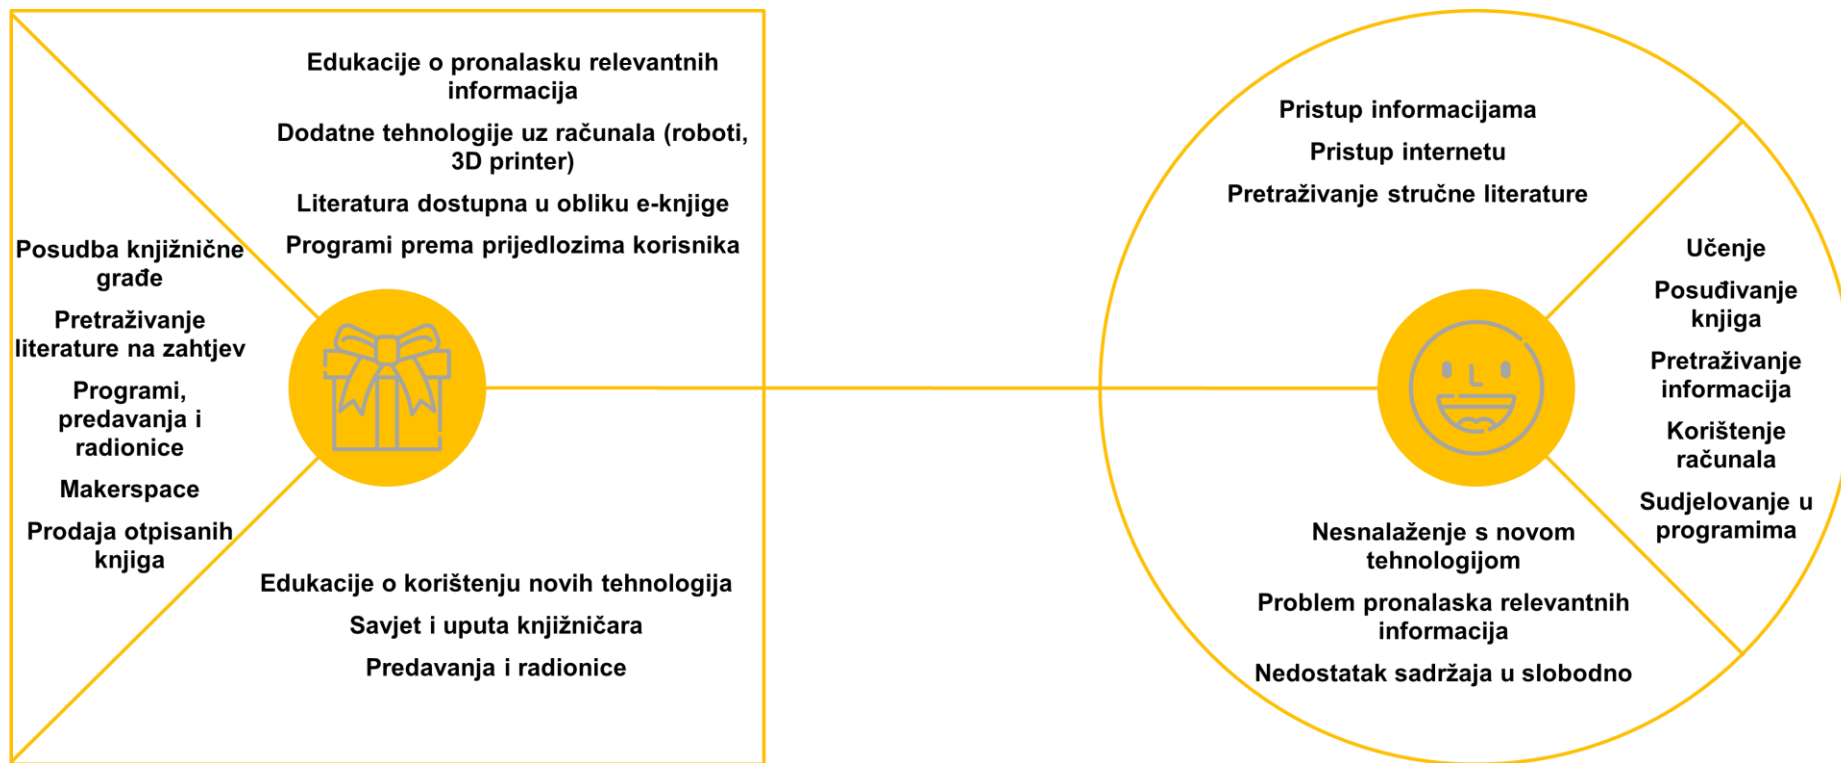 Edukacije o pronalasku relevantnih
informacija
Dodatne tehnologije uz računala (roboti,
3D printer)
Literatura dostupna u obliku e-knjige
Programi prema prijedlozima korisnika
Posudba knjižnične
građe
Pretraživanje
literature na zahtjev
Programi,
predavanja i
radionice
Makerspace
Prodaja otpisanih
knjiga
Edukacije o korištenju novih tehnologija
Savjet i uputa knjižničara
Predavanja i radionice
Pristup informacijama
Pristup internetu
Pretraživanje stručne literature
Učenje
Posuđivanje
knjiga
Pretraživanje
informacija
Korištenje
računala
Sudjelovanje u
programima
Nesnalaženje s novom
tehnologijom
Problem pronalaska relevantnih
informacija
Nedostatak sadržaja u slobodno